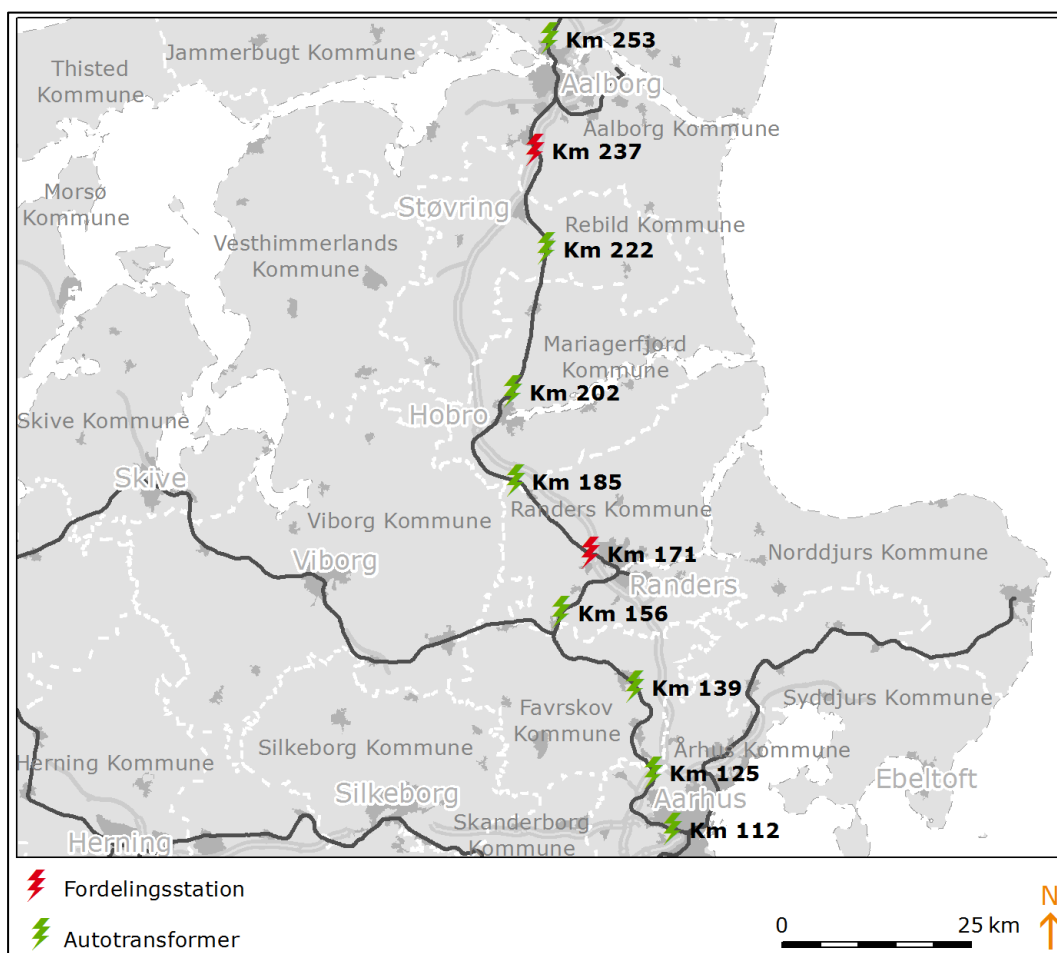 Km 253
Jammerbugt Kommune
Thisted
Kommune
Aalborg
Aalborg Kommune
Km 237
Morsø
Kommune
Støvring
Rebild Kommune
Vesthimmerlands
Kommune
Km 222
Mariagerfjord
Kommune
Km 202
Hobro
Skive Kommune
Skive
Km 185
Randers Kommune
Viborg Kommune
Viborg
Km 171
Norddjurs Kommune
Randers
Km 156
Km 139
Syddjurs Kommune
Favrskov
Kommune
Silkeborg Kommune
Herning Kommune
Århus Kommune
Km 125
Ebeltoft
Silkeborg
Aarhus
Skanderborg
Kommune
Km 112
Herning
Fordelingsstation
Autotransformer
0 25 km
N